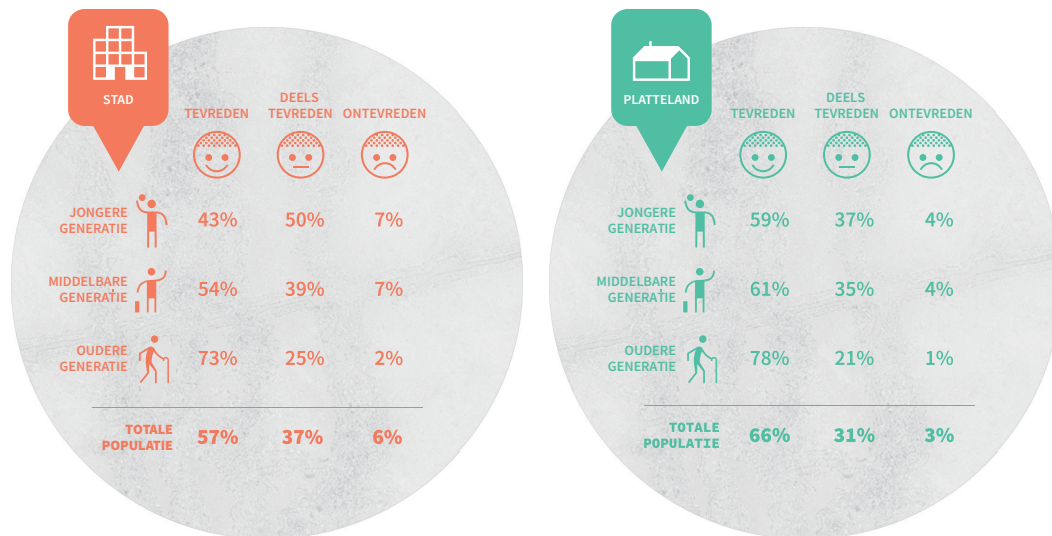 STAD
TEVREDEN
DEELS
TEVREDEN
ONTEVREDEN
JONGERE
GENERATIE
43% 50% 7%
MIDDELBARE
GENERATIE
54% 39% 7%
OUDERE
GENERATIE
73% 25% 2%
TOTALE
POPULATIE
57% 37% 6%
PLATTELAND
TEVREDEN
DEELS
TEVREDEN
ONTEVREDEN
JONGERE
GENERATIE
59% 37% 4%
MIDDELBARE
GENERATIE
61% 35% 4%
OUDERE
GENERATIE
78% 21% 1%
TOTALE
POPULATIE
66% 31% 3%